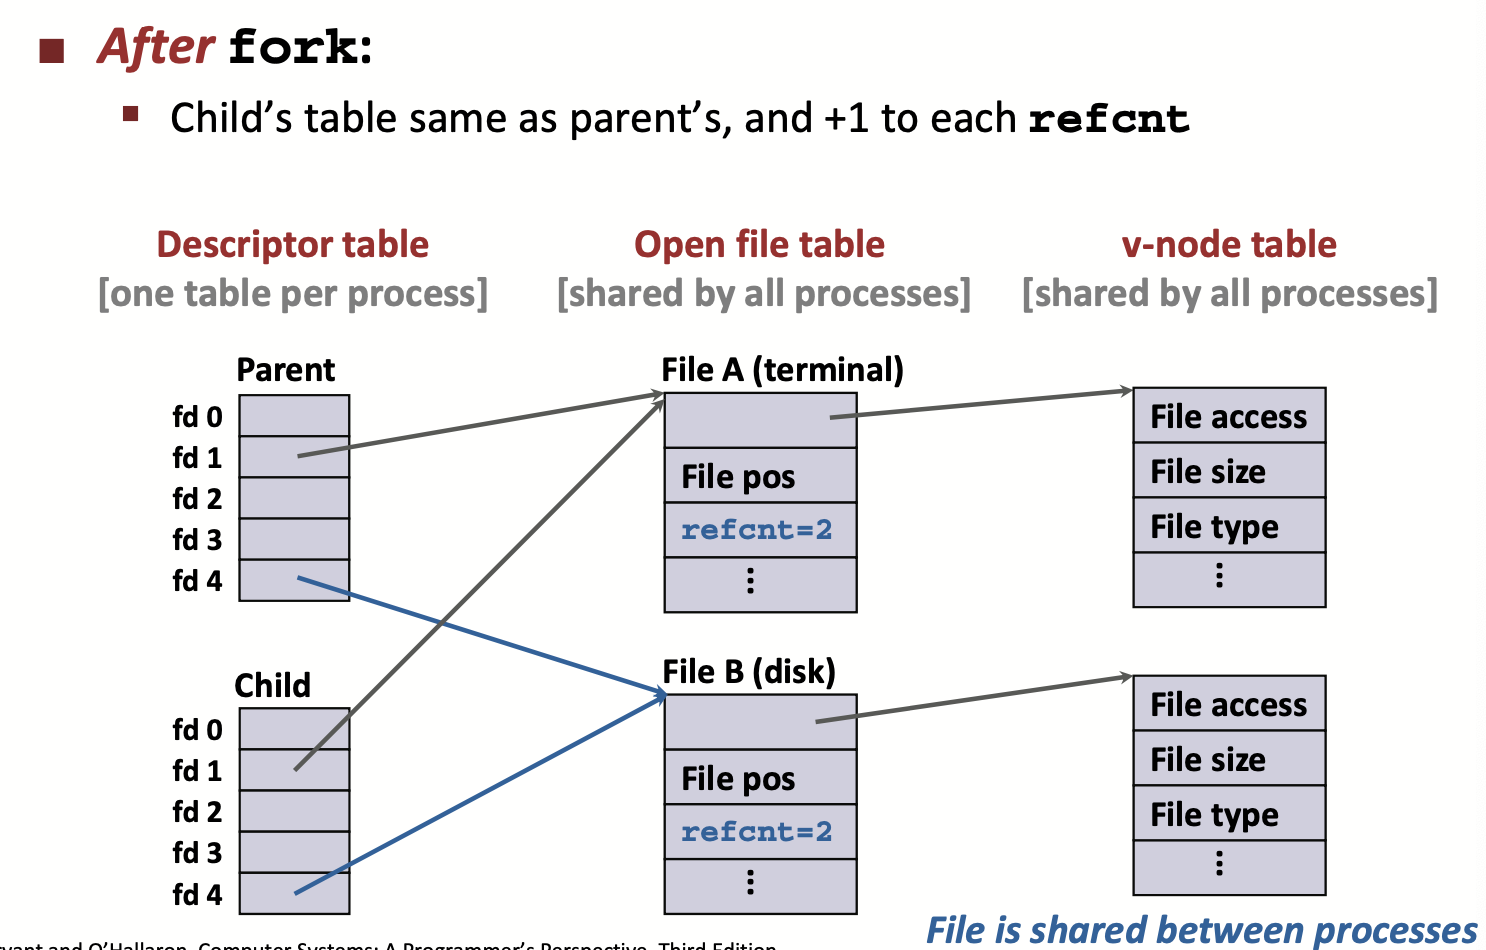 After fork:
Child's table same as parent's, and +1 to each refcnt
Descriptor table
[one table per process]
Open file table
[shared by all processes]
v-node table
[shared by all processes]
Parent
fd 0
fd 1
fd 2
fd 3
fd 4
Child
fd 0
fd 1
fd 2
fd 3
fd 4
File A (terminal)
File pos
refcnt=2
⋮
File B (disk)
File pos
refcnt=2
⋮
File access
File size
File type
⋮
File access
File size
File type
⋮
File is shared between processes
and O'Hallaron, Computer Systems: A Programmer's Perspective, Third Edition